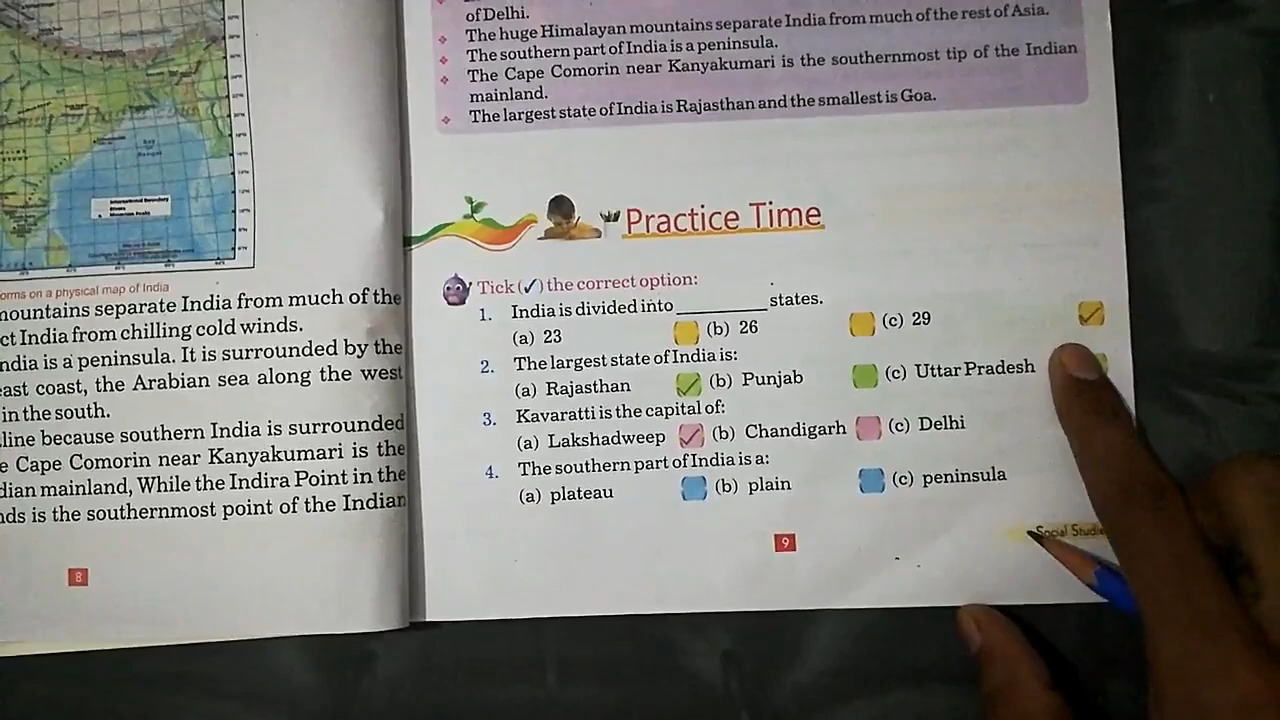 orms on a physical map of India
mountains separate India from much of the
ct India from chilling cold winds.
ndia is a peninsula. It is surrounded by the
east coast, the Arabian sea along the west
in the south.
line because southern India is surrounded
e Cape Comorin near Kanyakumari is the
dian mainland, While the Indira Point in the
nds is the southernmost point of the Indian
8
of Delhi.
The huge Himalayan mountains separate India from much of the rest of Asia.
The southern part of India is a peninsula.
The Cape Comorin near Kanyakumari is the southernmost tip of the Indian
mainland.
The largest state of India is Rajasthan and the smallest is Goa.
Practice Time
Tick (✓) the correct option:
1. India is divided into ________ states.
(a) 23 (b) 26 (c) 29
2. The largest state of India is:
(a) Rajasthan ✓ (b) Punjab (c) Uttar Pradesh
3. Kavaratti is the capital of:
(a) Lakshadweep ✓ (b) Chandigarh (c) Delhi
4. The southern part of India is a:
(a) plateau (b) plain (c) peninsula
9
Social Studie